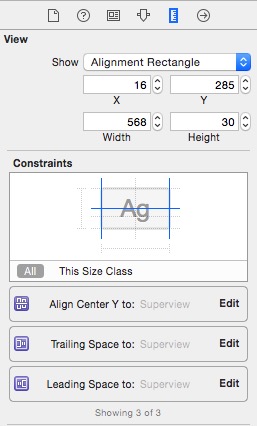 View
Show Alignment Rectangle
16 285
X Y
568 30
Width Height
Constraints
Ag
All This Size Class
Align Center Y to: Superview Edit
Trailing Space to: Superview Edit
Leading Space to: Superview Edit
Showing 3 of 3